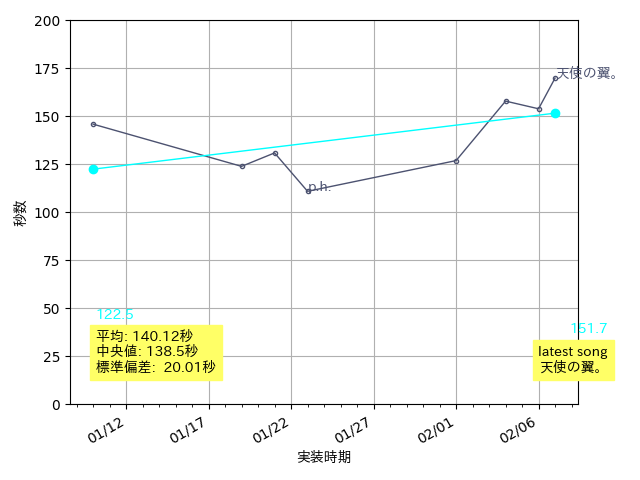 200
175
天使の翼。
150
125
p.h.
100
75
50
122.6
151.7
平均: 140.12秒
中央値: 138.5秒
標準偏差: 20.01秒
latest song
天使の翼。
25
0
秒数
01/12
01/17
01/22
01/27
02/01
02/06
実装時期